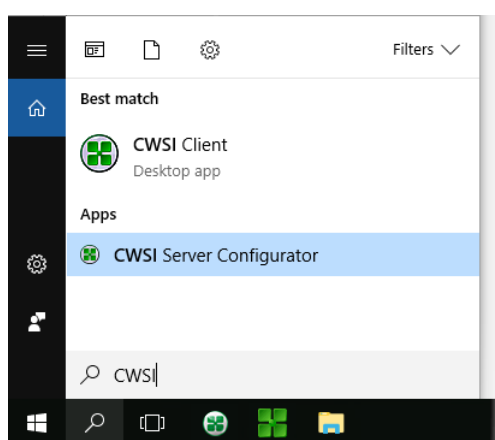 Filters
Best match
CWSI Client
Desktop app
Apps
CWSI Server Configurator
CWSI